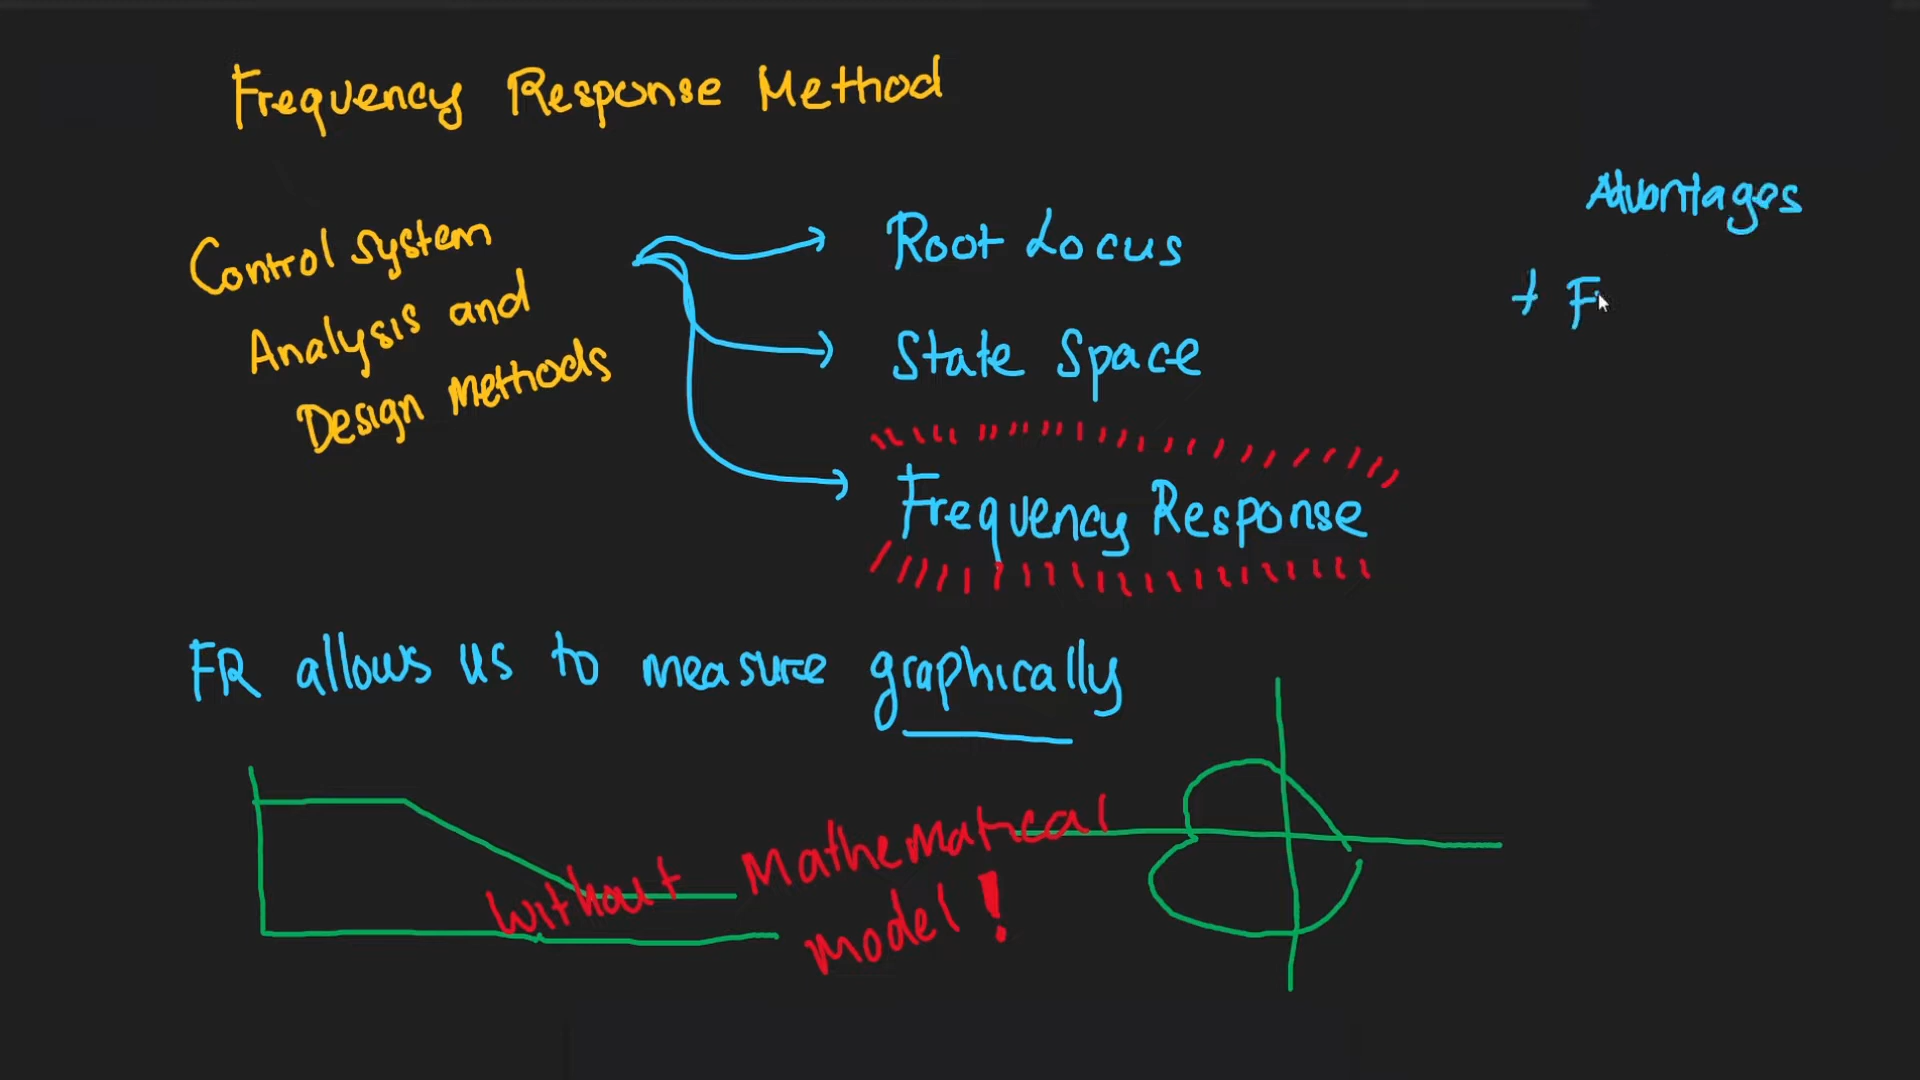 Frequency Response Method
Advantages
Control System
Analysis and
Design Methods
Root Locus
State Space
Frequency Response
+ F
FR allows us to measure graphically
without Mathematical
model!